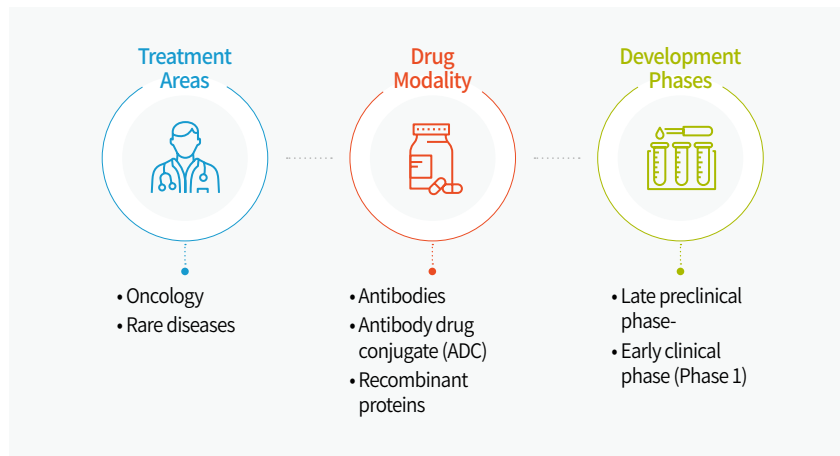 Treatment
Areas
• Oncology
• Rare diseases
Drug
Modality
• Antibodies
• Antibody drug
conjugate (ADC)
• Recombinant
proteins
Development
Phases
• Late preclinical
phase-
• Early clinical
phase (Phase 1)